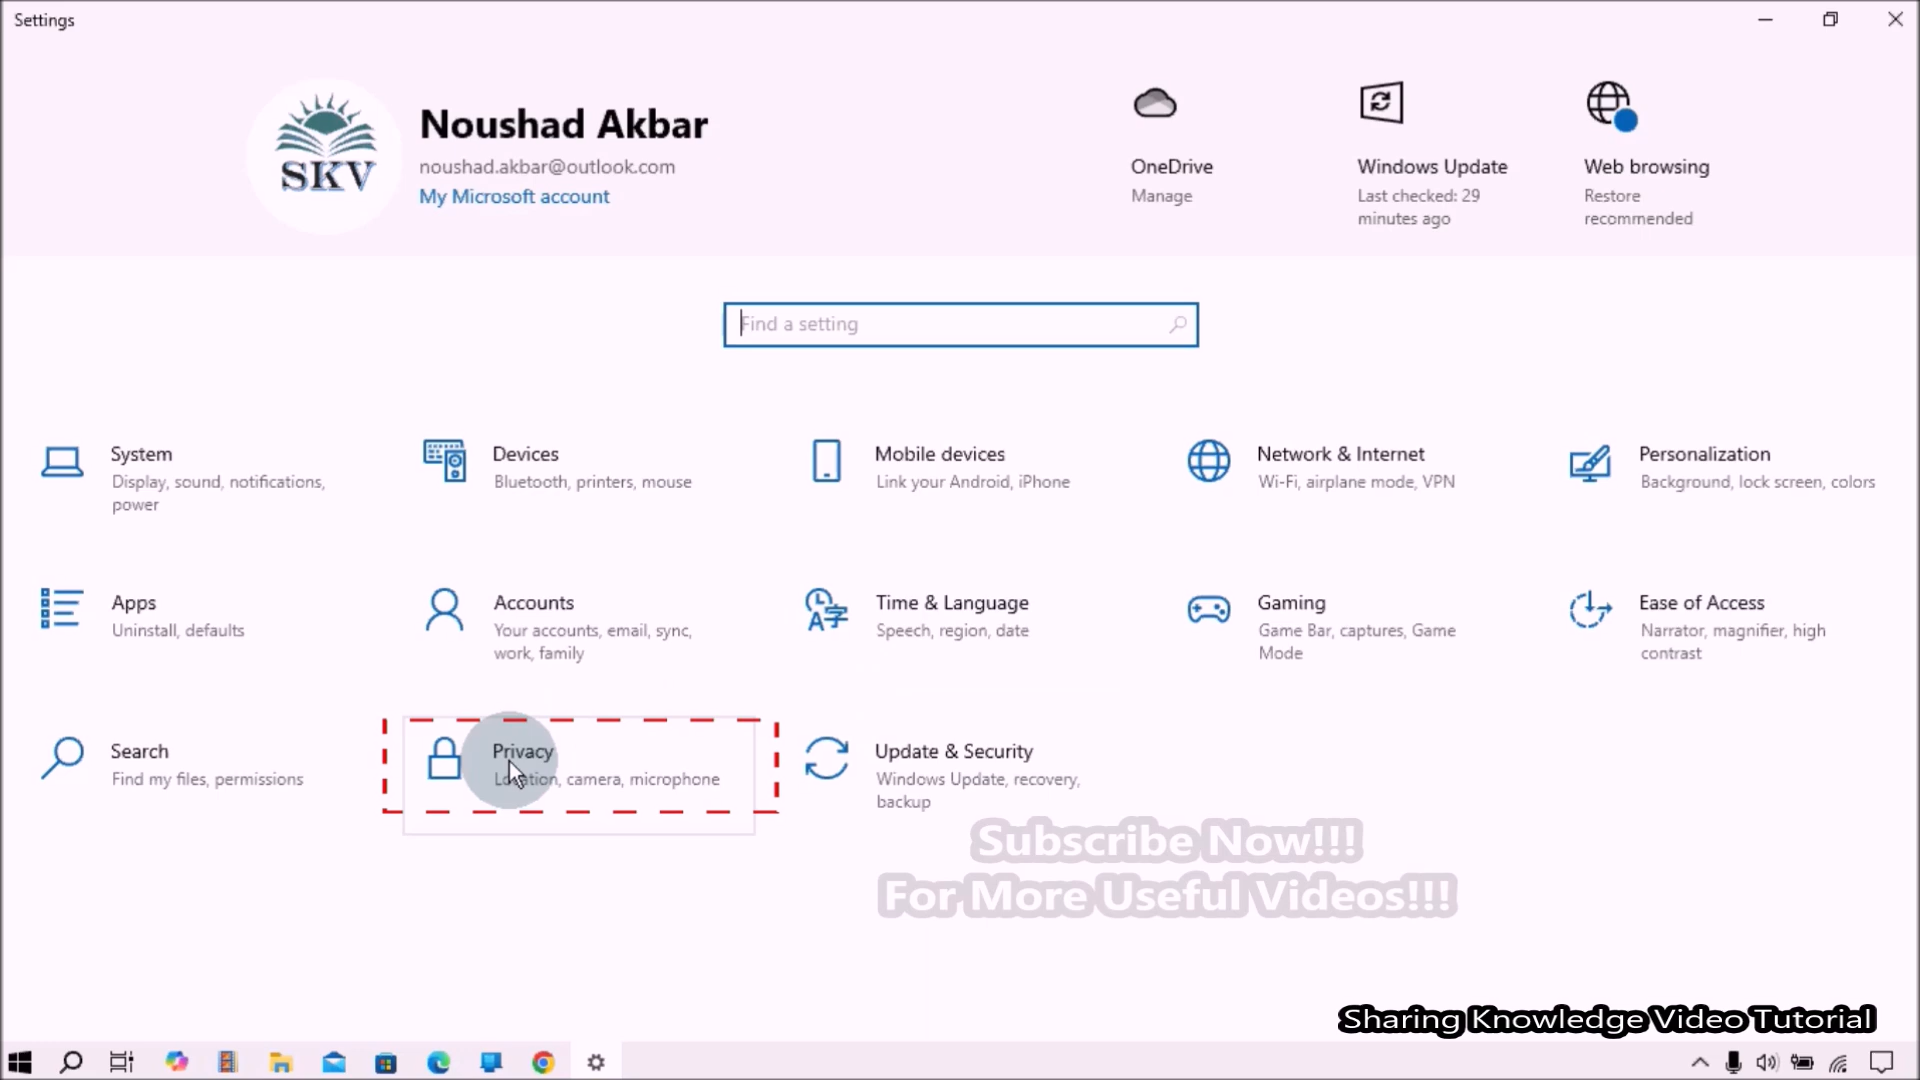 Settings
SKV
Noushad Akbar
noushad.akbar@outlook.com
My Microsoft account
OneDrive
Manage
Windows Update
Last checked: 29
minutes ago
Web browsing
Restore
recommended
Find a setting
System
Display, sound, notifications,
power
Devices
Bluetooth, printers, mouse
Mobile devices
Link your Android, iPhone
Network & Internet
Wi-Fi, airplane mode, VPN
Personalization
Background, lock screen, colors
Apps
Uninstall, defaults
Accounts
Your accounts, email, sync,
work, family
Time & Language
Speech, region, date
Gaming
Game Bar, captures, Game
Mode
Ease of Access
Narrator, magnifier, high
contrast
Search
Find my files, permissions
Privacy
Location, camera, microphone
Update & Security
Windows Update, recovery,
backup
Subscribe Now!!!
For More Useful Videos!!!
Sharing Knowledge Video Tutorial